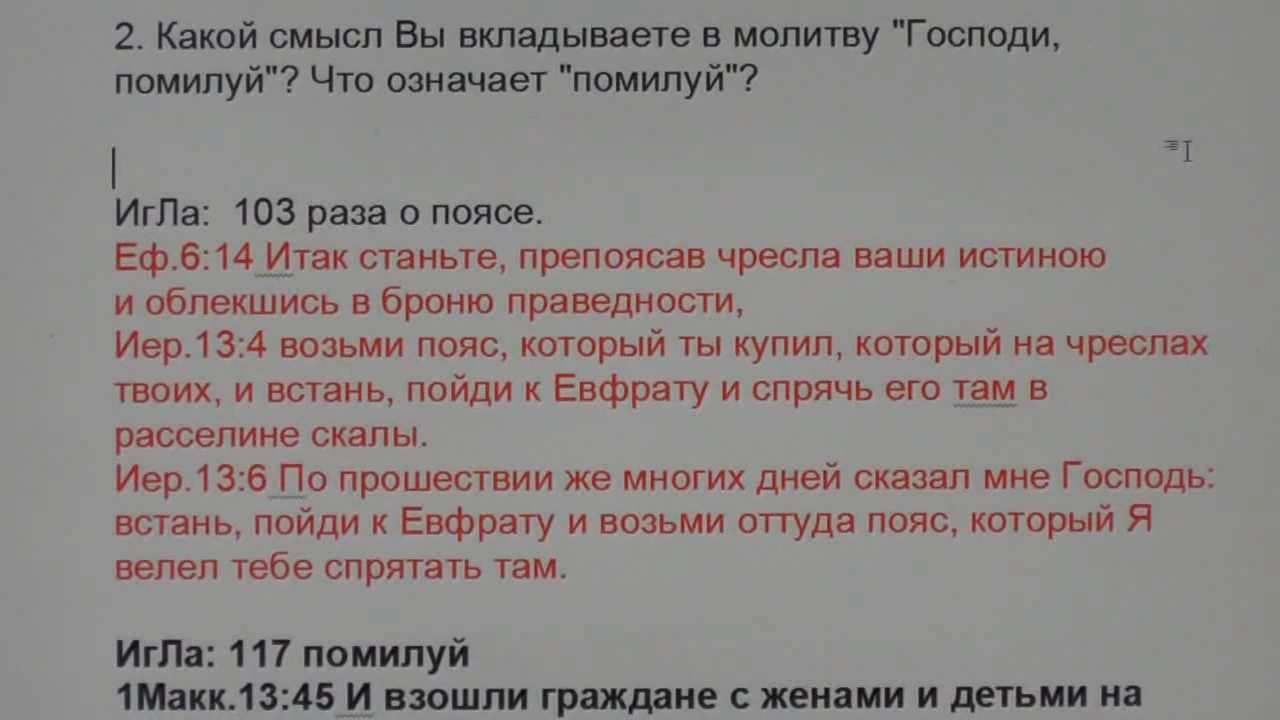 2. Какой смысл Вы вкладываете в молитву "Господи,
помилуй"? Что означает "помилуй"?
ИгЛа: 103 раза о поясе.
Еф.6:14 Итак станьте, препоясав чресла ваши истиною
и облекшись в броню праведности,
Иер.13:4 возьми пояс, который ты купил, который на чреслах
твоих, и встань, пойди к Евфрату и спрячь его там в
расселине скалы.
Иер.13:6 По прошествии же многих дней сказал мне Господь:
встань, пойди к Евфрату и возьми оттуда пояс, который Я
велел тебе спрятать там.
ИгЛа: 117 помилуй
1Макк.13:45 И взошли граждане с женами и детьми на